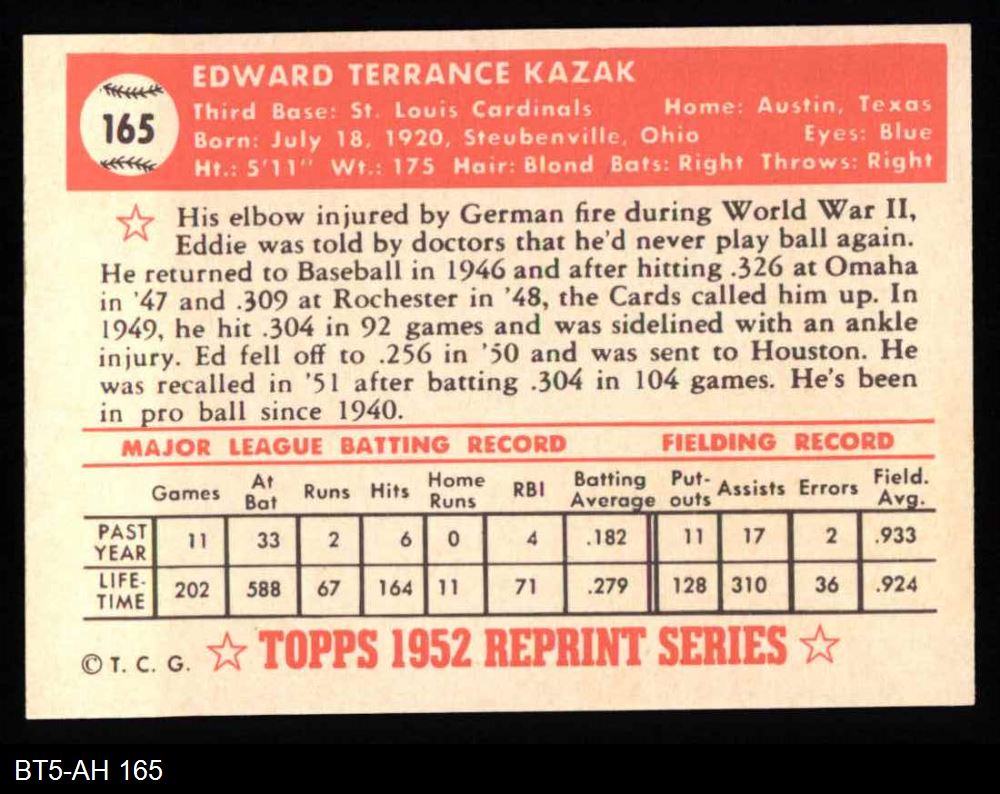 165
EDWARD TERRANCE KAZAK
Third Base: St. Louis Cardinals Home: Austin, Texas
Born: July 18, 1920, Steubenville, Ohio Eyes: Blue
Ht.: 5'11" Wt.: 175 Hair: Blond Bats: Right Throws: Right
His elbow injured by German fire during World War II,
Eddie was told by doctors that he'd never play ball again.
He returned to Baseball in 1946 and after hitting .326 at Omaha
in '47 and .309 at Rochester in '48, the Cards called him up. In
1949, he hit .304 in 92 games and was sidelined with an ankle
injury. Ed fell off to .256 in '50 and was sent to Houston. He
was recalled in '51 after batting .304 in 104 games. He's been
in pro ball since 1940.
MAJOR LEAGUE BATTING RECORD FIELDING RECORD
Games At Bat Runs Hits Home Runs RBI Batting Average Put-outs Assists Errors Field. Avg.
PAST YEAR 11 33 2 6 0 4 .182 11 17 2 .933
LIFE-TIME 202 588 67 164 11 71 .279 128 310 36 .924
© T. C. G. TOPPS 1952 REPRINT SERIES
BT5-AH 165